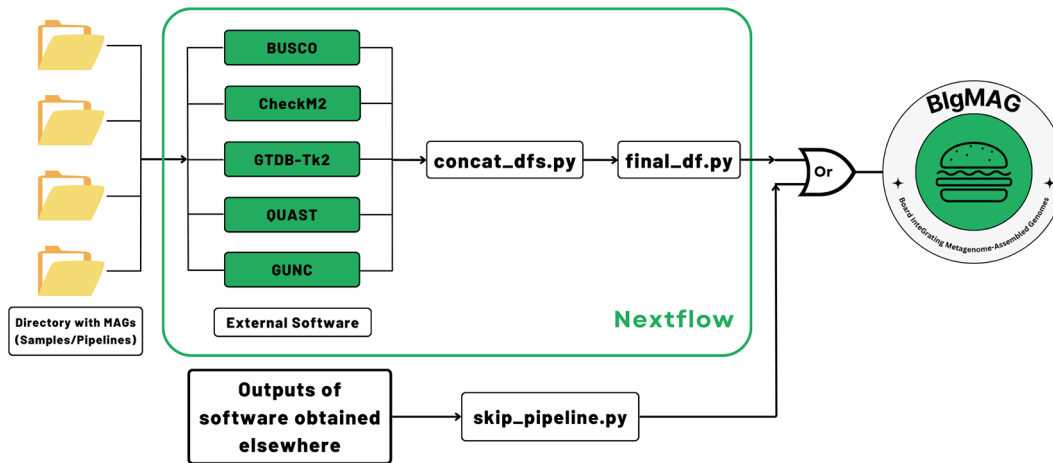 BUSCO
CheckM2
GTDB-Tk2
QUAST
GUNC
External Software
Directory with MAGs
(Samples/Pipelines)
concat_dfs.py
final_df.py
Nextflow
Or
BIgMAG
Board InteGrating Metagenome-Assembled Genomes
Outputs of
software obtained
elsewhere
skip_pipeline.py